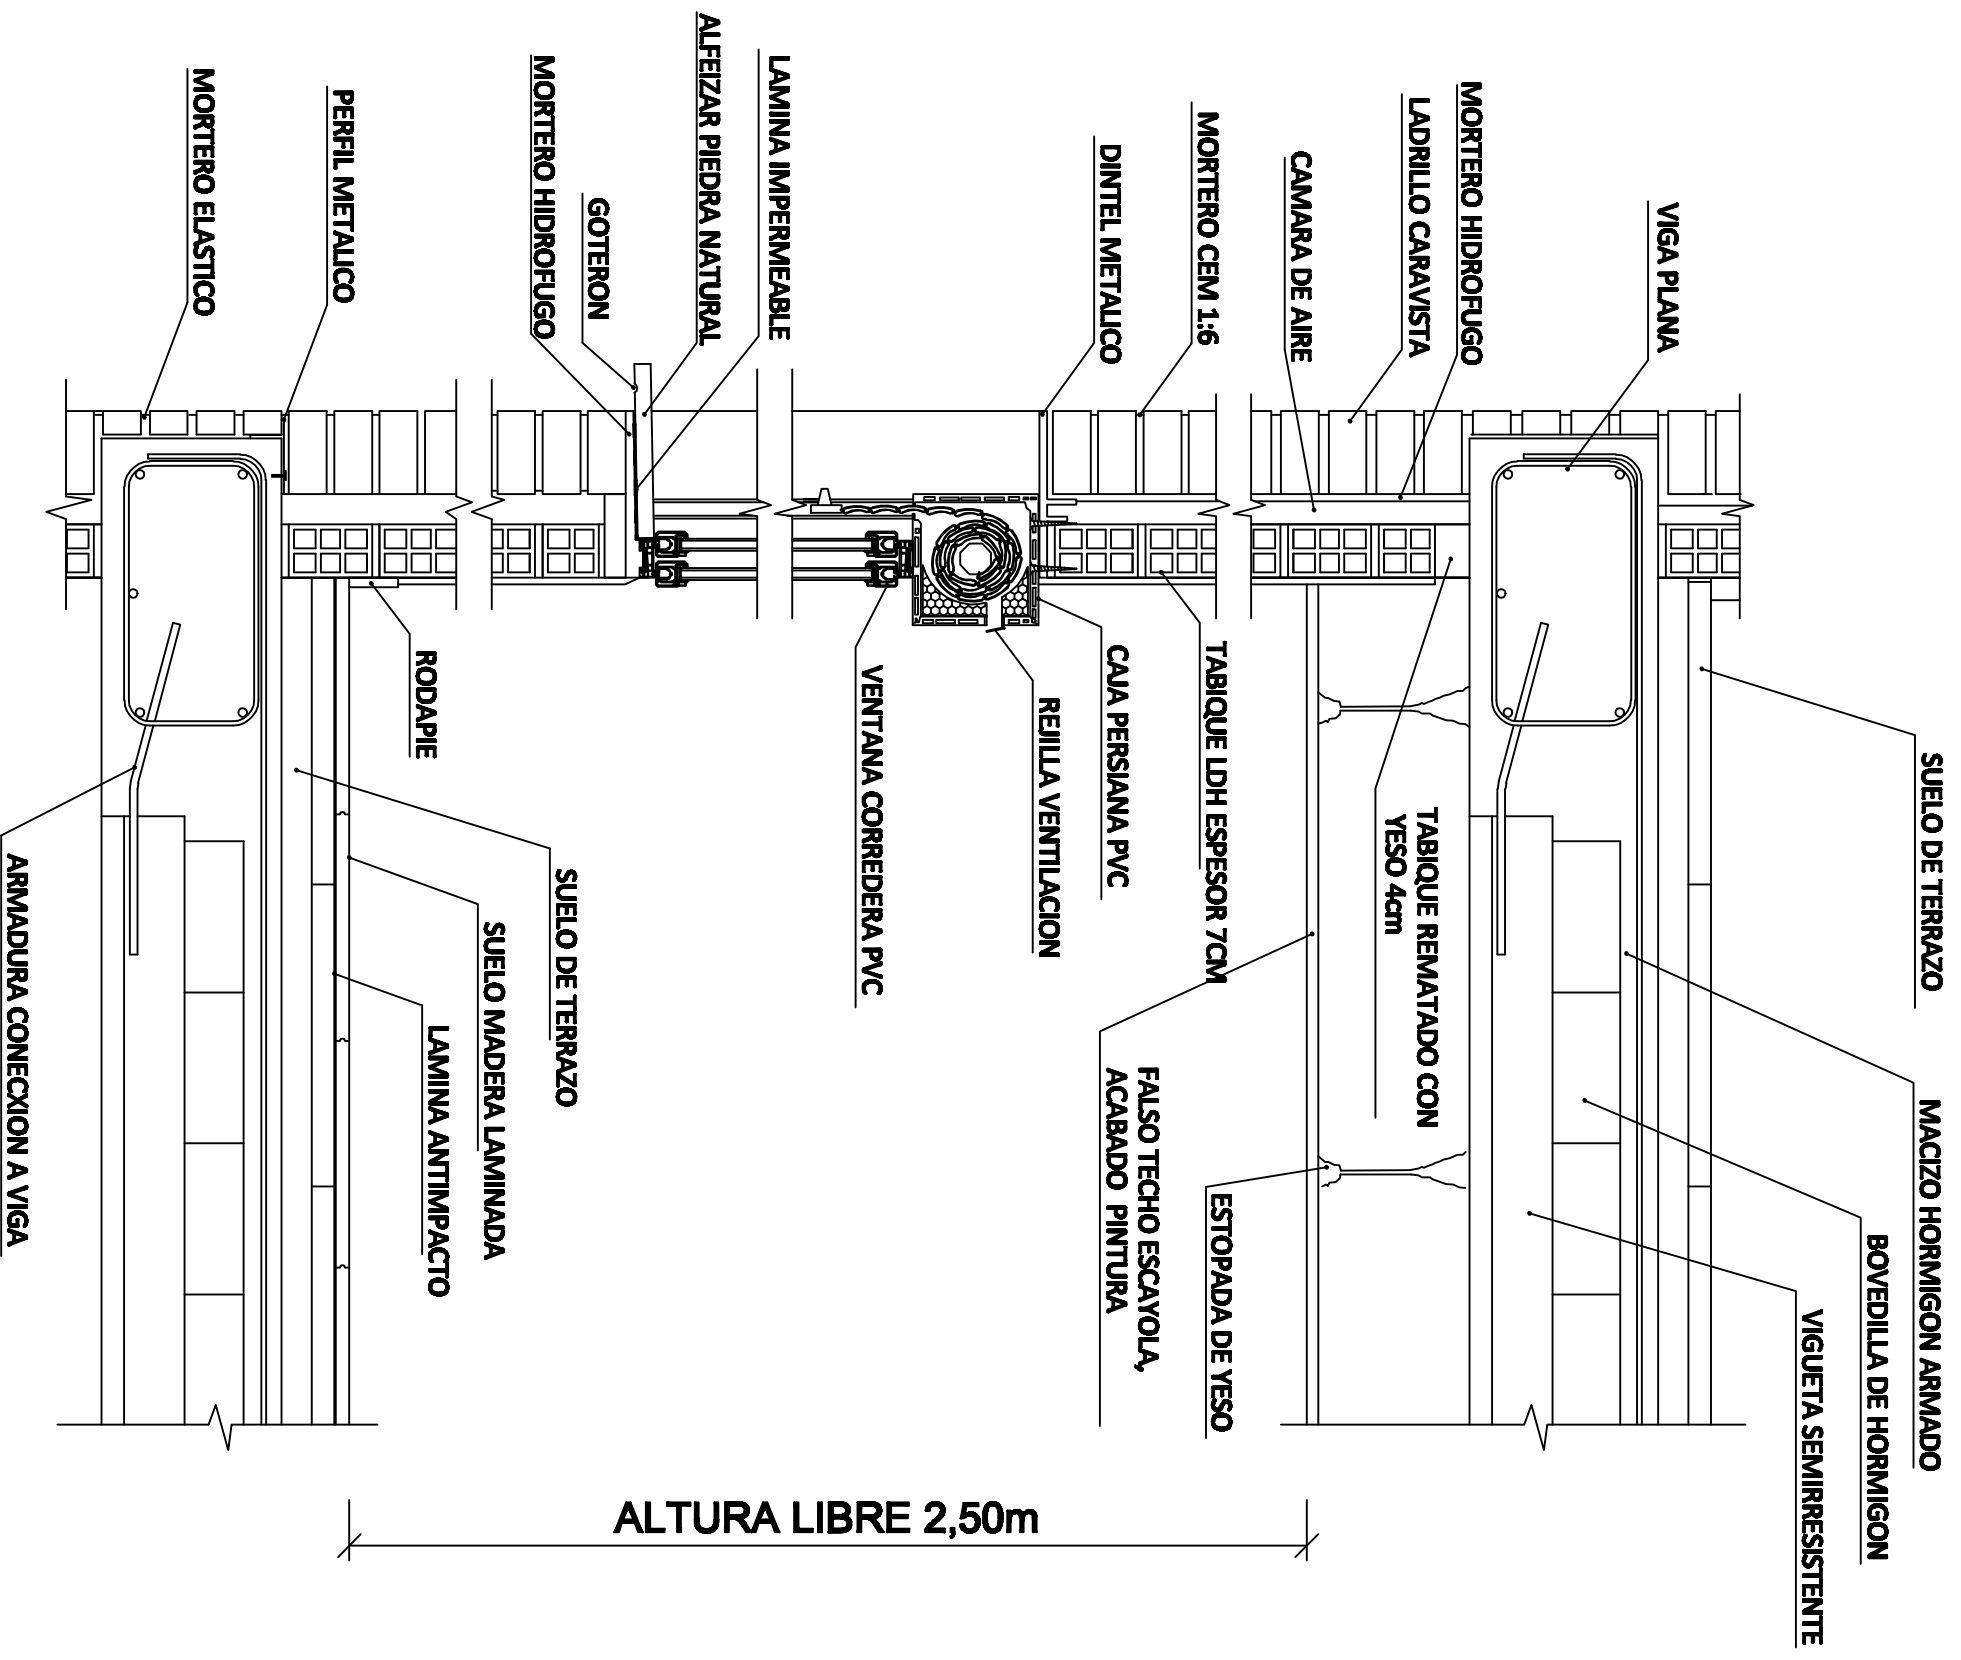 SUELO DE TERRAZO
MACIZO HORMIGON ARMADO
BOVEDILLA DE HORMIGON
VIGUETA SEMIRRESISTENTE
VIGA PLANA
MORTERO HIDROFUGO
LADRILLO CARAVISTA
CAMARA DE AIRE
MORTERO CEM 1:6
DINTEL METALICO
TABIQUE REMATADO CON
YESO 4cm
TABIQUE LDH ESPESOR 7CM
ESTOPADA DE YESO
FALSO TECHO ESCAYOLA,
ACABADO PINTURA
CAJA PERSIANA PVC
REJILLA VENTILACION
VENTANA CORREDERA PVC
LAMINA IMPERMEABLE
ALFEIZAR PIEDRA NATURAL
GOTERON
MORTERO HIDROFUGO
PERFIL METALICO
MORTERO ELASTICO
RODAPIE
SUELO DE TERRAZO
SUELO MADERA LAMINADA
LAMINA ANTIMPACTO
ARMADURA CONECXION A VIGA
ALTURA LIBRE 2,50m